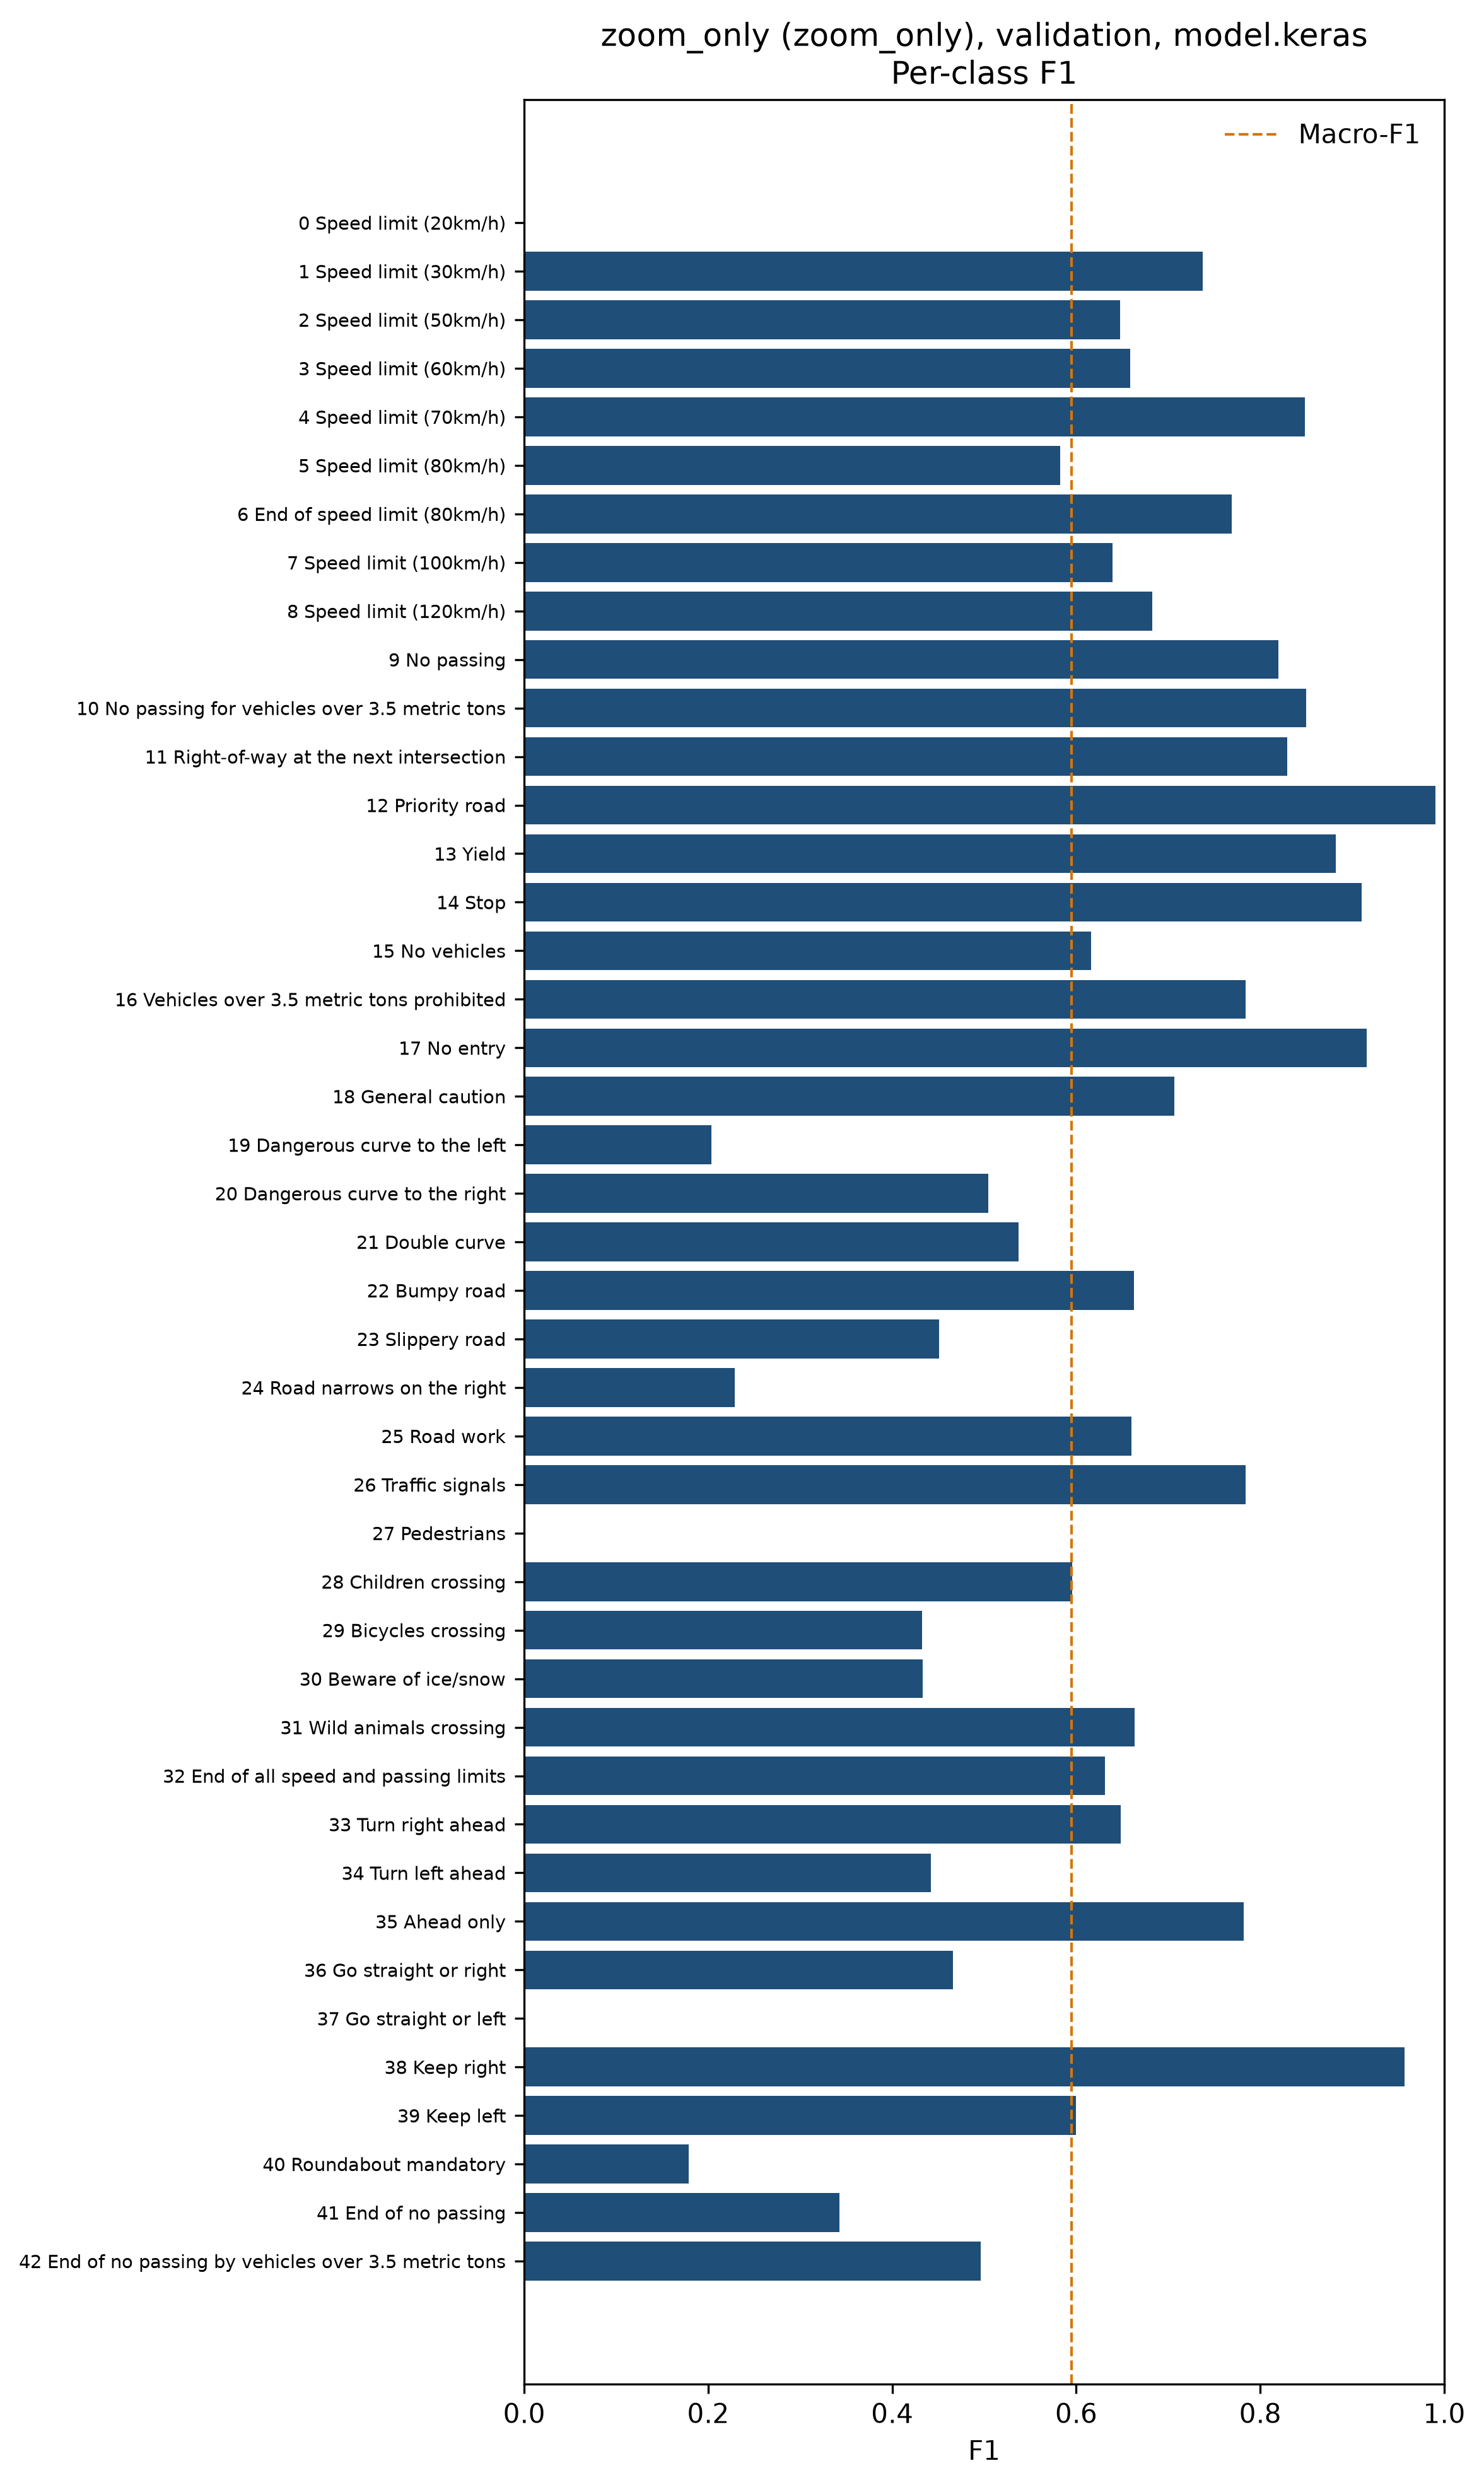 zoom_only (zoom_only), validation, model.keras
Per-class F1
Macro-F1
0 Speed limit (20km/h)
1 Speed limit (30km/h)
2 Speed limit (50km/h)
3 Speed limit (60km/h)
4 Speed limit (70km/h)
5 Speed limit (80km/h)
6 End of speed limit (80km/h)
7 Speed limit (100km/h)
8 Speed limit (120km/h)
9 No passing
10 No passing for vehicles over 3.5 metric tons
11 Right-of-way at the next intersection
12 Priority road
13 Yield
14 Stop
15 No vehicles
16 Vehicles over 3.5 metric tons prohibited
17 No entry
18 General caution
19 Dangerous curve to the left
20 Dangerous curve to the right
21 Double curve
22 Bumpy road
23 Slippery road
24 Road narrows on the right
25 Road work
26 Traffic signals
27 Pedestrians
28 Children crossing
29 Bicycles crossing
30 Beware of ice/snow
31 Wild animals crossing
32 End of all speed and passing limits
33 Turn right ahead
34 Turn left ahead
35 Ahead only
36 Go straight or right
37 Go straight or left
38 Keep right
39 Keep left
40 Roundabout mandatory
41 End of no passing
42 End of no passing by vehicles over 3.5 metric tons
0.0 0.2 0.4 0.6 0.8 1.0
F1